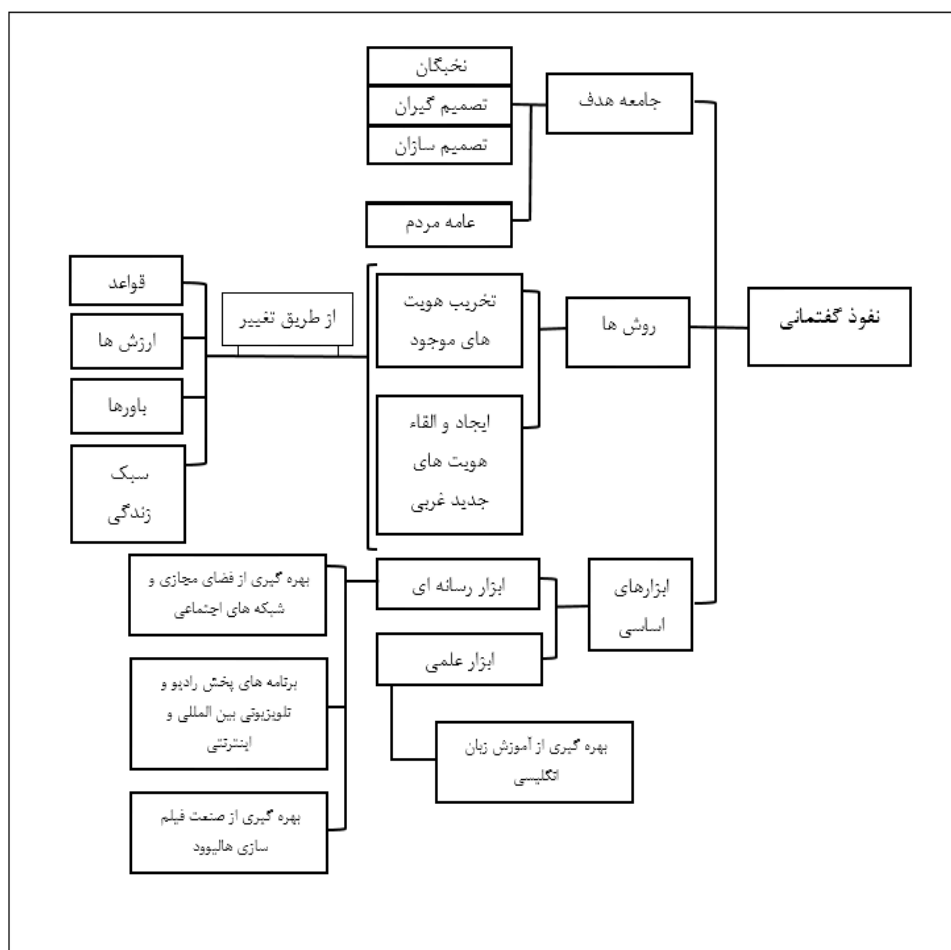 نفوذ گفتمانی
جامعه هدف
نخبگان
تصمیم گیران
تصمیم سازان
عامه مردم
روش ها
تخریب هویت
های موجود
ایجاد و القاء
هویت های
جدید غربی
از طریق تغییر
قواعد
ارزش ها
باورها
سبک
زندگی
ابزارهای
اساسی
ابزار رسانه ای
بهره گیری از فضای مجازی و
شبکه های اجتماعی
برنامه های پخش رادیو و
تلویزیونی بین المللی و
اینترنتی
بهره گیری از صنعت فیلم
سازی هالیوود
ابزار علمی
بهره گیری از آموزش زبان
انگلیسی